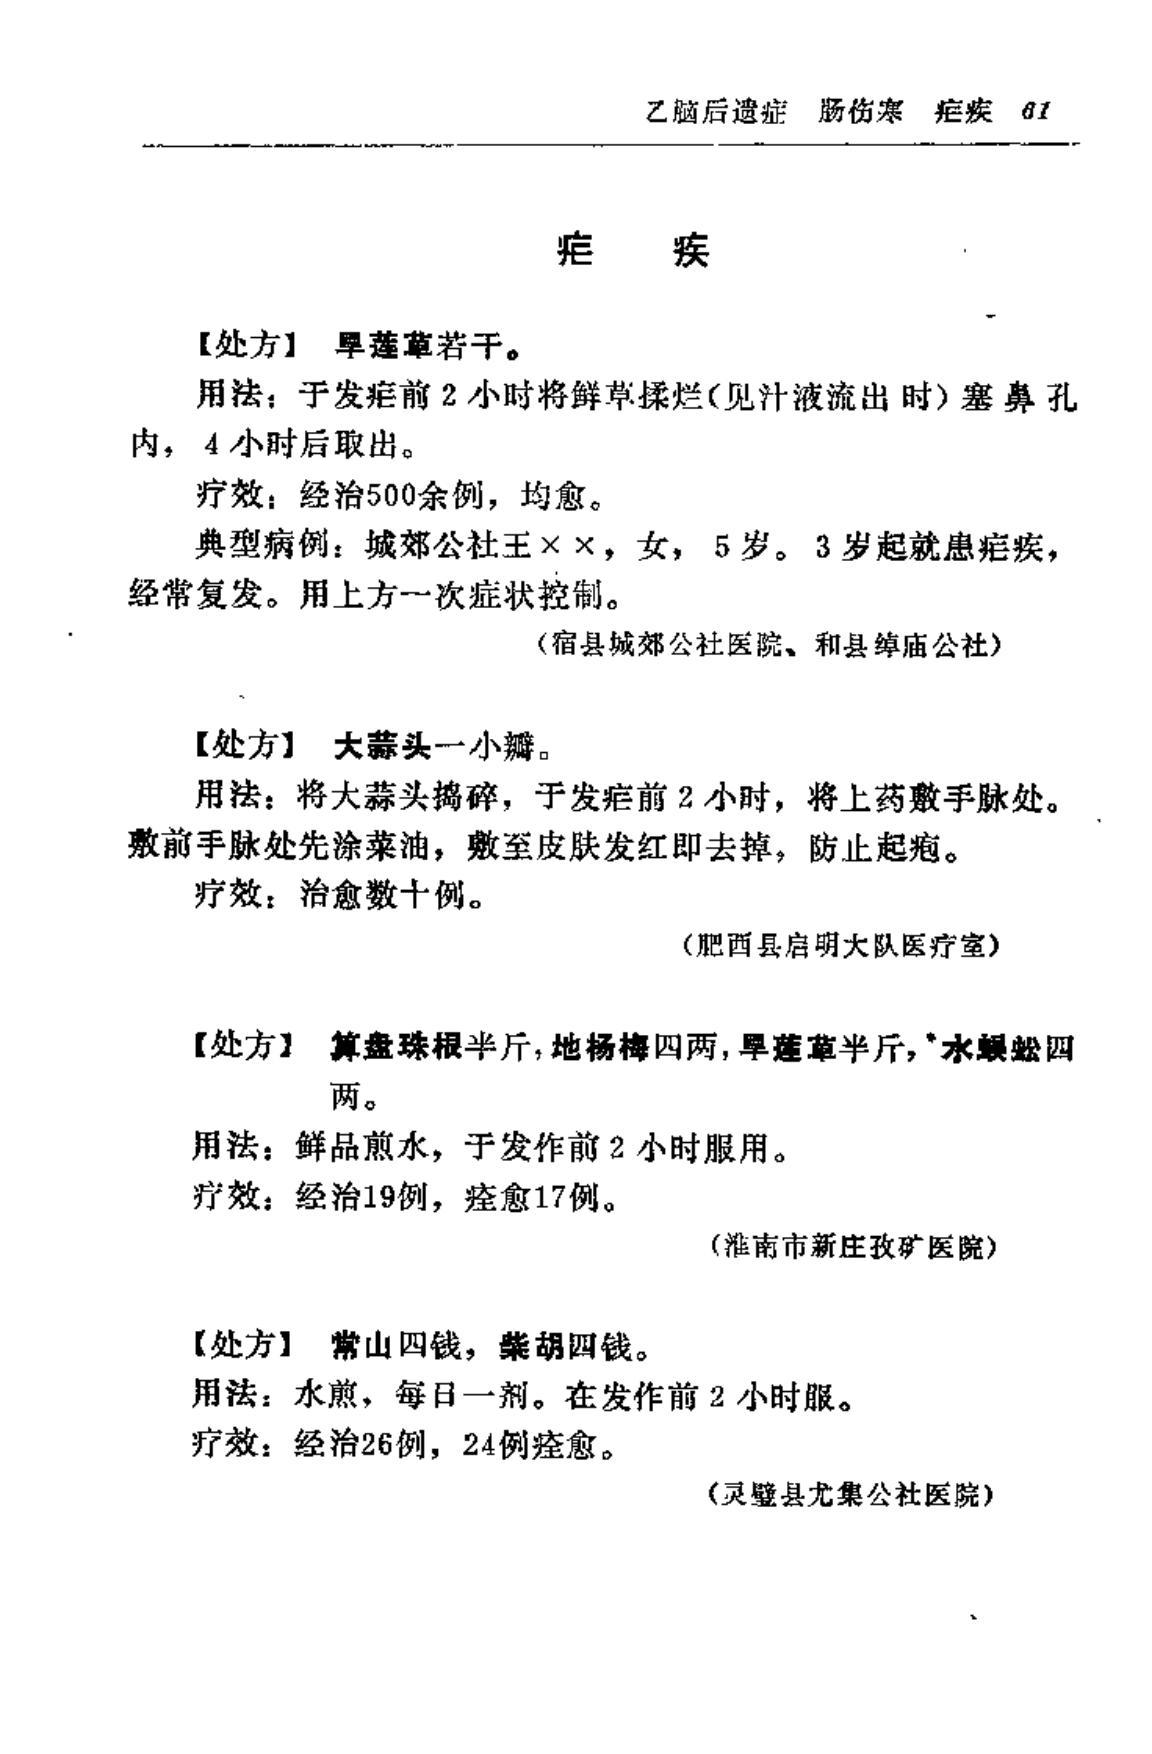 乙脑后遗症 肠伤寒 疟疾 61
疟 疾
【处方】 旱莲草若干。
用法：于发疟前 2 小时将鲜草揉烂（见汁液流出时）塞鼻孔
内， 4 小时后取出。
疗效：经治500余例，均愈。
典型病例：城郊公社王××，女， 5 岁。 3 岁起就患疟疾，
经常复发。用上方一次症状控制。
（宿县城郊公社医院、和县绰庙公社）
【处方】 大蒜头一小瓣。
用法：将大蒜头捣碎，于发疟前 2 小时，将上药敷手脉处。
敷前手脉处先涂菜油，敷至皮肤发红即去掉，防止起疱。
疗效：治愈数十例。
（肥西县启明大队医疗室）
【处方】 算盘珠根半斤，地杨梅四两，旱莲草半斤，*水蜈蚣四
两。
用法：鲜品煎水，于发作前 2 小时服用。
疗效：经治19例，痊愈17例。
（淮南市新庄孜矿医院）
【处方】 常山四钱，柴胡四钱。
用法：水煎，每日一剂。在发作前 2 小时服。
疗效：经治26例，24例痊愈。
（灵璧县尤集公社医院）